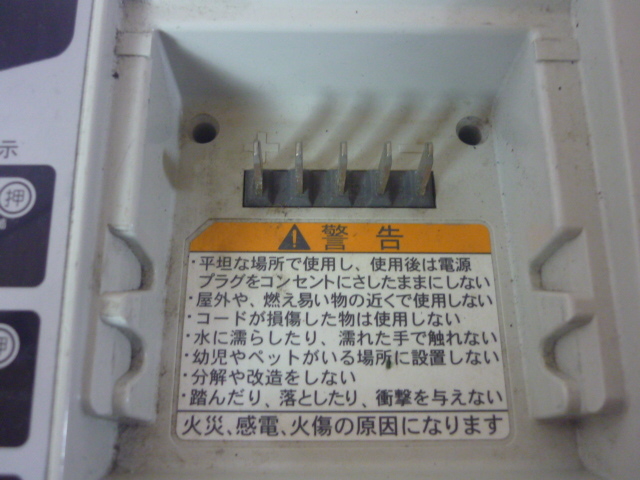 示
押
+ -
警告
・平坦な場所で使用し、使用後は電源
プラグをコンセントにさしたままにしない
・屋外や、燃え易い物の近くで使用しない
・コードが損傷した物は使用しない
・水に濡らしたり、濡れた手で触れない
・幼児やペットがいる場所に設置しない
・分解や改造をしない
・踏んだり、落としたり、衝撃を与えない
火災、感電、火傷の原因になります
押